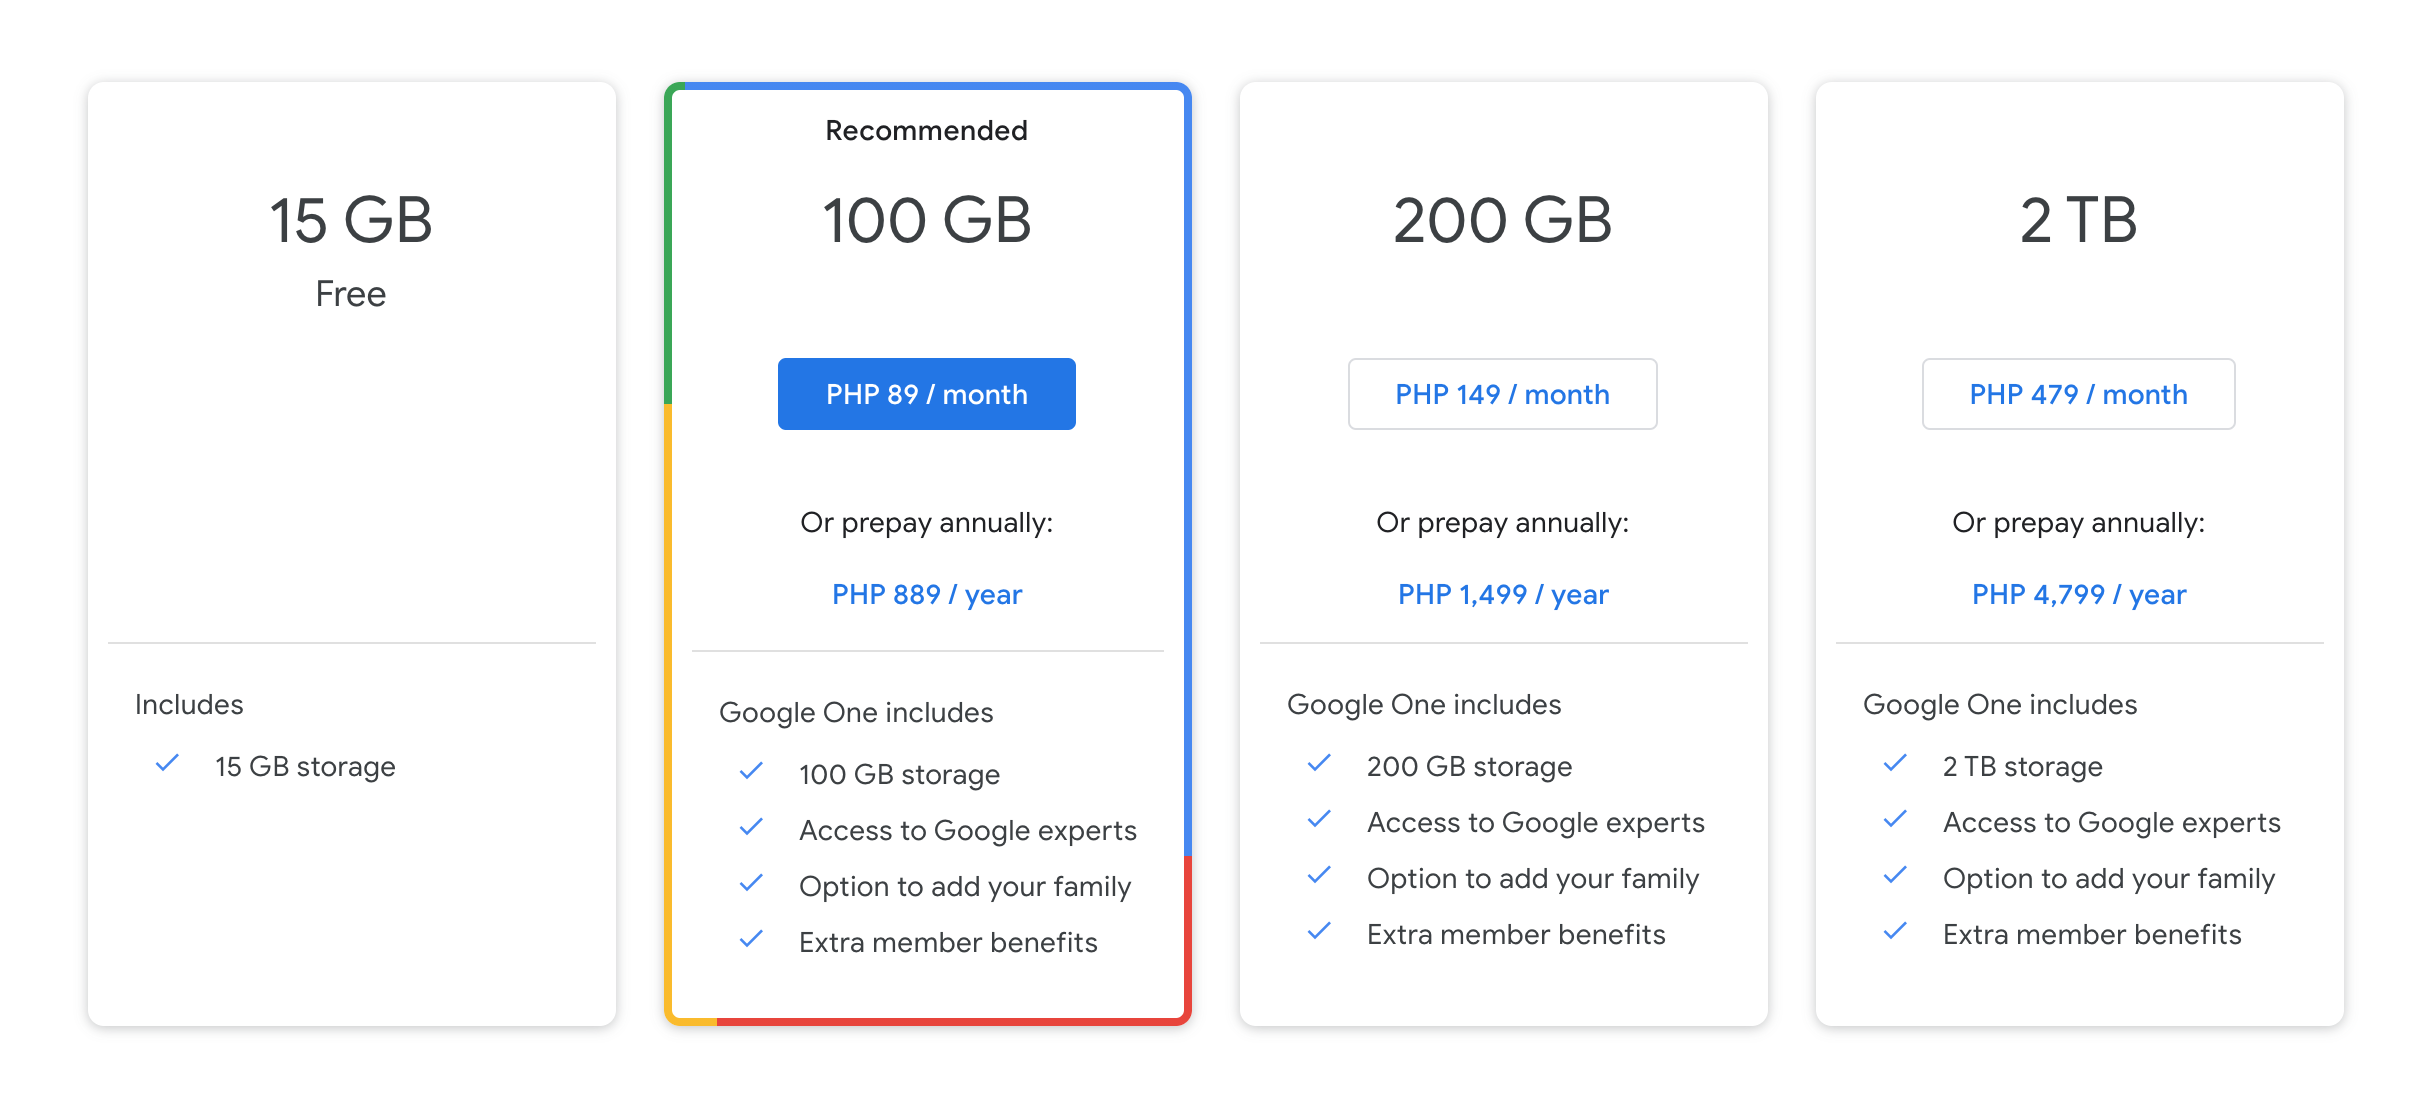 15 GB
Free
Includes
15 GB storage
Recommended
100 GB
PHP 89 / month
Or prepay annually:
PHP 889 / year
Google One includes
100 GB storage
Access to Google experts
Option to add your family
Extra member benefits
200 GB
PHP 149 / month
Or prepay annually:
PHP 1,499 / year
Google One includes
200 GB storage
Access to Google experts
Option to add your family
Extra member benefits
2 TB
PHP 479 / month
Or prepay annually:
PHP 4,799 / year
Google One includes
2 TB storage
Access to Google experts
Option to add your family
Extra member benefits